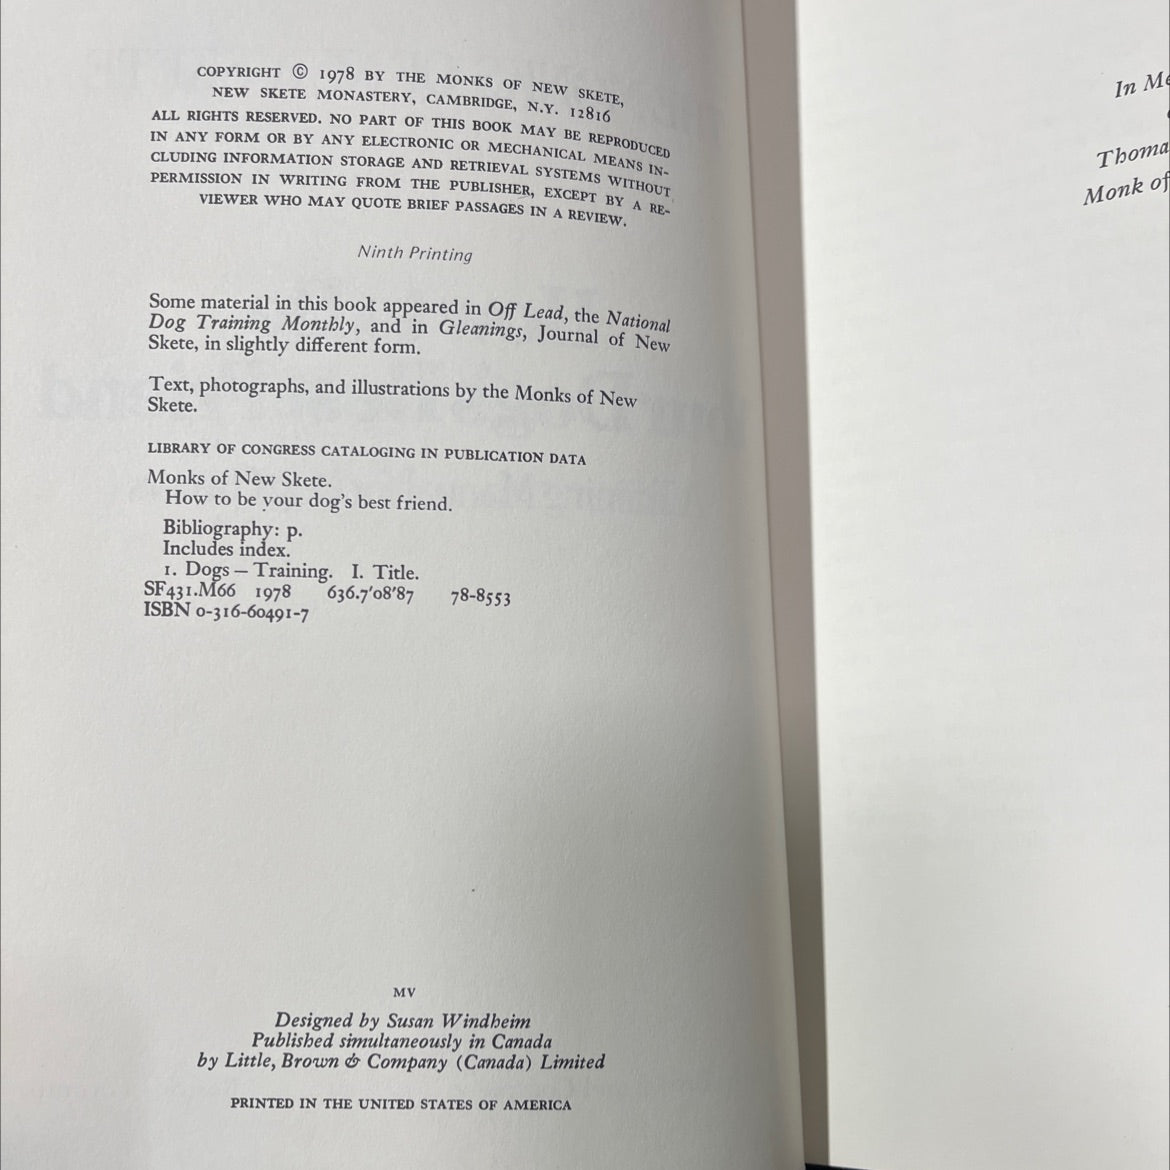 COPYRIGHT © 1978 BY THE MONKS OF NEW SKETE,
NEW SKETE MONASTERY, CAMBRIDGE, N.Y. 12816
ALL RIGHTS RESERVED. NO PART OF THIS BOOK MAY BE REPRODUCED
IN ANY FORM OR BY ANY ELECTRONIC OR MECHANICAL MEANS IN-
CLUDING INFORMATION STORAGE AND RETRIEVAL SYSTEMS WITHOUT
PERMISSION IN WRITING FROM THE PUBLISHER, EXCEPT BY A RE-
VIEWER WHO MAY QUOTE BRIEF PASSAGES IN A REVIEW.
Ninth Printing
Some material in this book appeared in Off Lead, the National
Dog Training Monthly, and in Gleanings, Journal of New
Skete, in slightly different form.
Text, photographs, and illustrations by the Monks of New
Skete.
LIBRARY OF CONGRESS CATALOGING IN PUBLICATION DATA
Monks of New Skete.
How to be your dog's best friend.
Bibliography: p.
Includes index.
1. Dogs — Training. I. Title.
SF431.M66 1978 636.7'08'87 78-8553
ISBN 0-316-60491-7
MV
Designed by Susan Windheim
Published simultaneously in Canada
by Little, Brown & Company (Canada) Limited
PRINTED IN THE UNITED STATES OF AMERICA
In Me
Thoma
Monk of